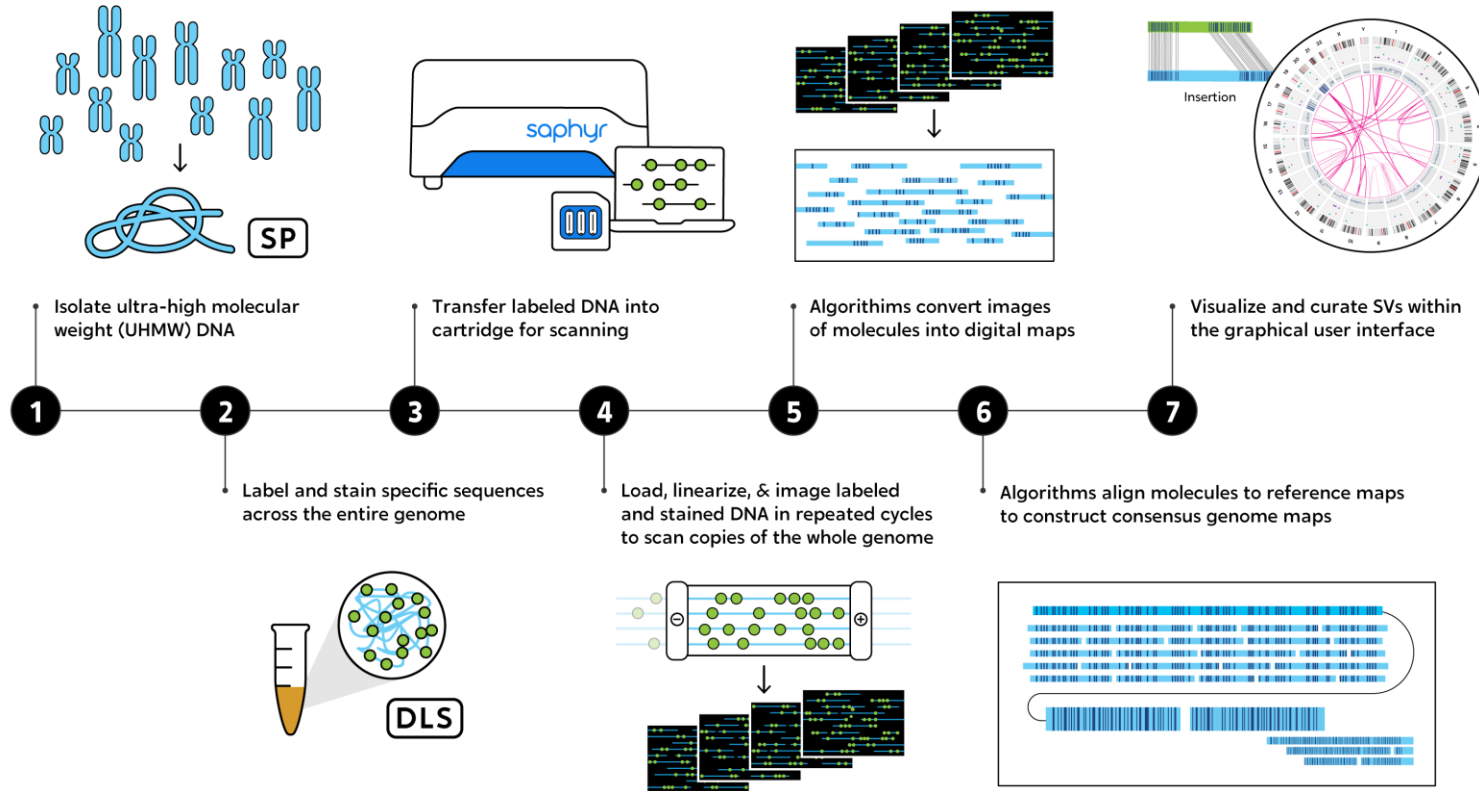 saphyr
SP
Insertion
Isolate ultra-high molecular
weight (UHMW) DNA
Transfer labeled DNA into
cartridge for scanning
Algorithims convert images
of molecules into digital maps
Visualize and curate SVs within
the graphical user interface
1
2
3
4
5
6
7
Label and stain specific sequences
across the entire genome
Load, linearize, & image labeled
and stained DNA in repeated cycles
to scan copies of the whole genome
Algorithms align molecules to reference maps
to construct consensus genome maps
−
+
DLS